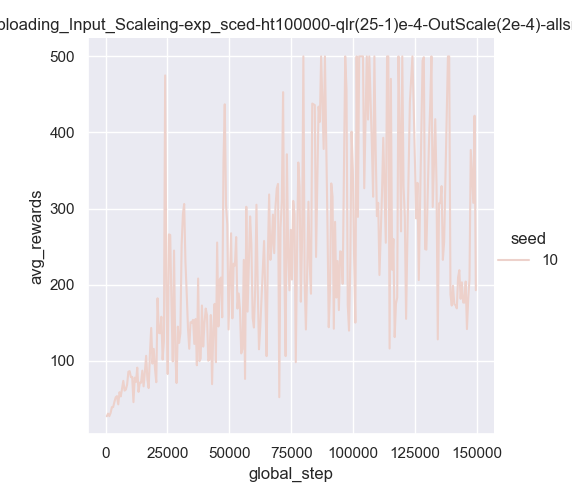 ploading_Input_Scaleing-exp_sced-ht100000-qlr(25-1)e-4-OutScale(2e-4)-alls
500
400
300
200
100
avg_rewards
0 25000 50000 75000 100000 125000 150000
global_step
seed
10